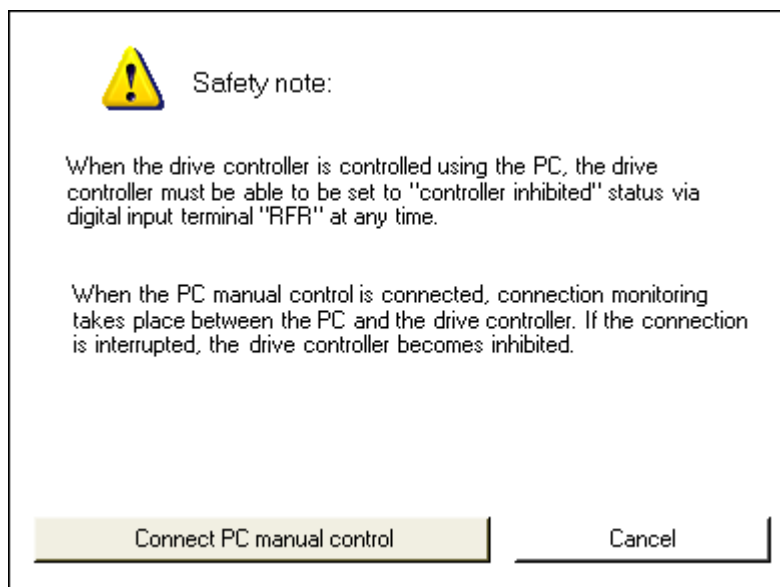 Safety note:
When the drive controller is controlled using the PC, the drive
controller must be able to be set to "controller inhibited" status via
digital input terminal "RFR" at any time.
When the PC manual control is connected, connection monitoring
takes place between the PC and the drive controller. If the connection
is interrupted, the drive controller becomes inhibited.
Connect PC manual control
Cancel